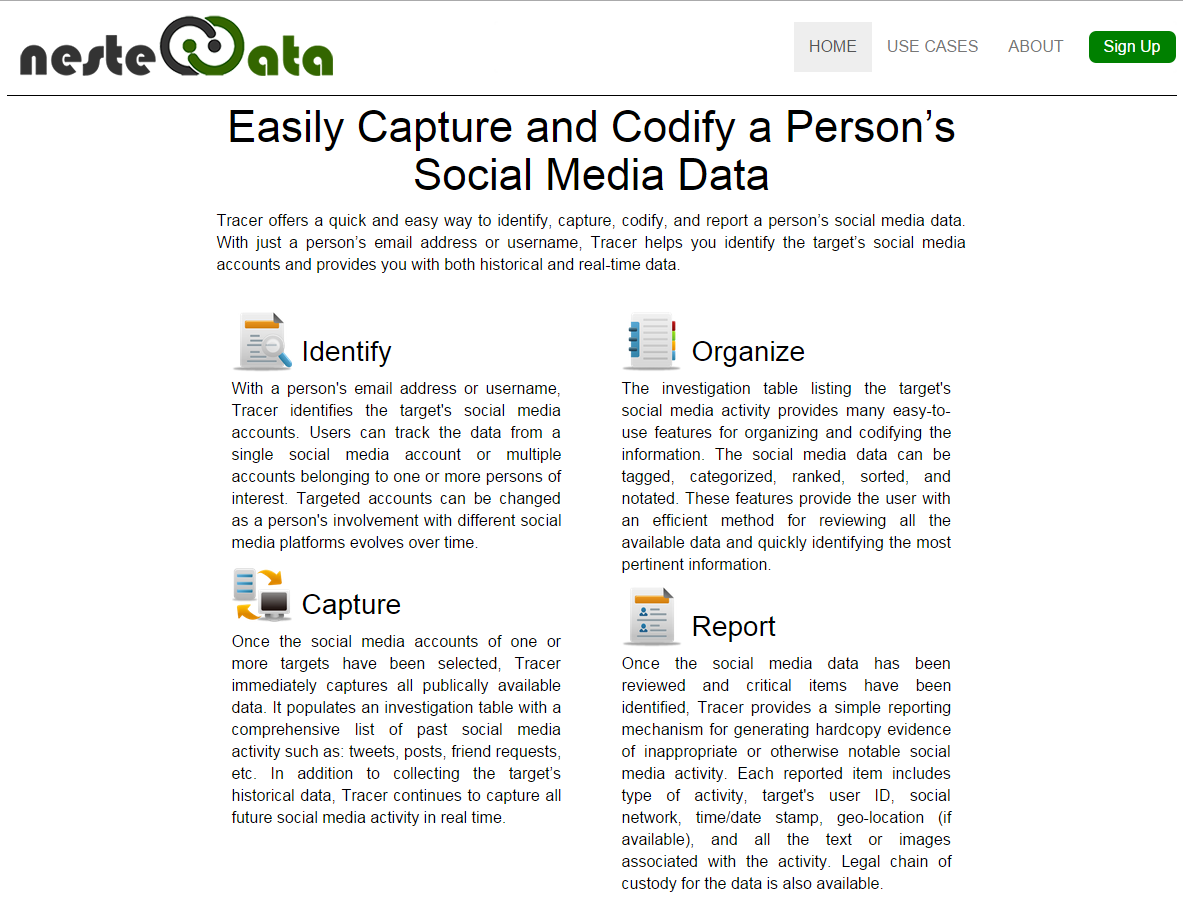 nesteData
HOME
USE CASES
ABOUT
Sign Up
Easily Capture and Codify a Person’s
Social Media Data
Tracer offers a quick and easy way to identify, capture, codify, and report a person’s social media data.
With just a person’s email address or username, Tracer helps you identify the target’s social media
accounts and provides you with both historical and real-time data.
Identify
With a person's email address or username,
Tracer identifies the target's social media
accounts. Users can track the data from a
single social media account or multiple
accounts belonging to one or more persons of
interest. Targeted accounts can be changed
as a person's involvement with different social
media platforms evolves over time.
Capture
Once the social media accounts of one or
more targets have been selected, Tracer
immediately captures all publically available
data. It populates an investigation table with a
comprehensive list of past social media
activity such as: tweets, posts, friend requests,
etc. In addition to collecting the target’s
historical data, Tracer continues to capture all
future social media activity in real time.
Organize
The investigation table listing the target's
social media activity provides many easy-to-
use features for organizing and codifying the
information. The social media data can be
tagged, categorized, ranked, sorted, and
notated. These features provide the user with
an efficient method for reviewing all the
available data and quickly identifying the most
pertinent information.
Report
Once the social media data has been
reviewed and critical items have been
identified, Tracer provides a simple reporting
mechanism for generating hardcopy evidence
of inappropriate or otherwise notable social
media activity. Each reported item includes
type of activity, target's user ID, social
network, time/date stamp, geo-location (if
available), and all the text or images
associated with the activity. Legal chain of
custody for the data is also available.